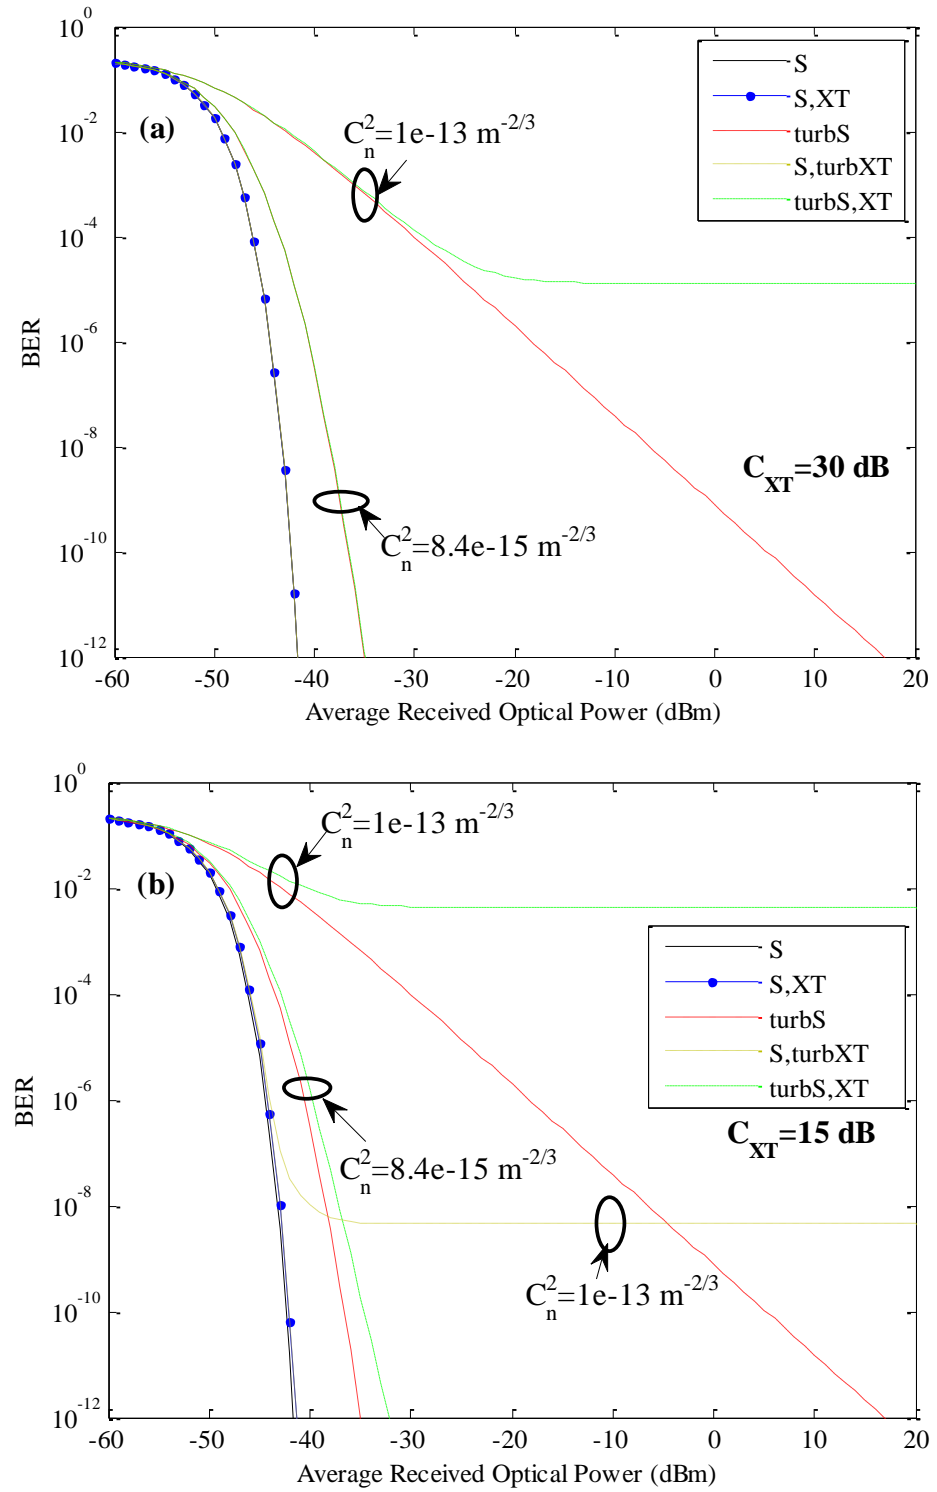 10^0
10^-2
10^-4
10^-6
10^-8
10^-10
10^-12
BER
(a)
C_n^2=1e-13 m^-2/3
S
S,XT
turbS
S,turbXT
turbS,XT
C_XT=30 dB
C_n^2=8.4e-15 m^-2/3
-60 -50 -40 -30 -20 -10 0 10 20
Average Received Optical Power (dBm)
10^0
10^-2
10^-4
10^-6
10^-8
10^-10
10^-12
BER
C_n^2=1e-13 m^-2/3
(b)
S
S,XT
turbS
S,turbXT
turbS,XT
C_XT=15 dB
C_n^2=8.4e-15 m^-2/3
C_n^2=1e-13 m^-2/3
-60 -50 -40 -30 -20 -10 0 10 20
Average Received Optical Power (dBm)